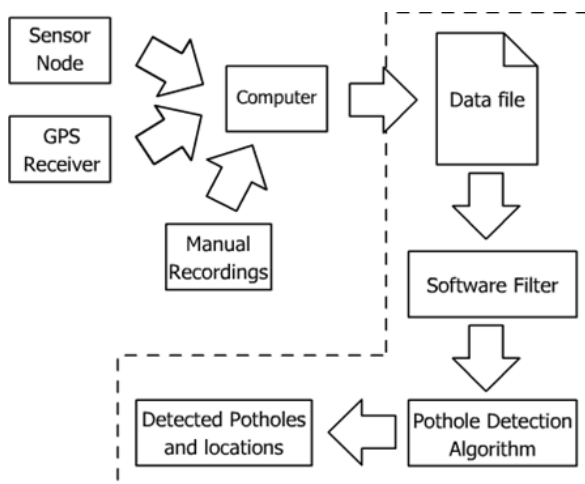 Sensor
Node
GPS
Receiver
Computer
Data file
Manual
Recordings
Software Filter
Pothole Detection
Algorithm
Detected Potholes
and locations